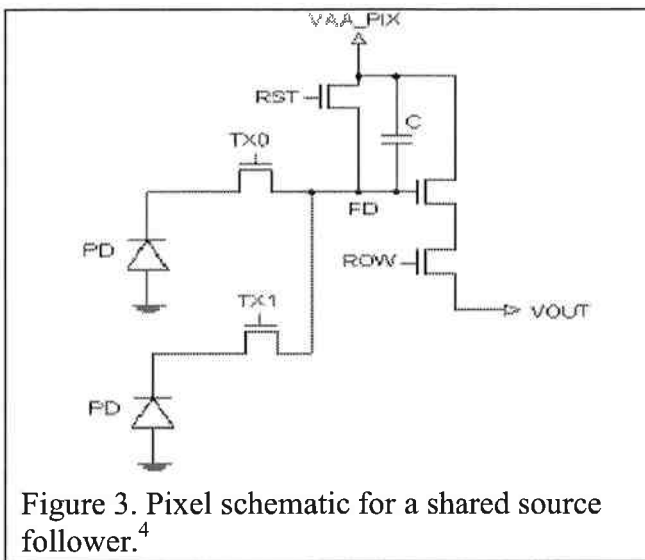 VAA_PIX
RST
C
TX0
FD
PD
ROW
TX1
VOUT
PD
Figure 3. Pixel schematic for a shared source
follower.4